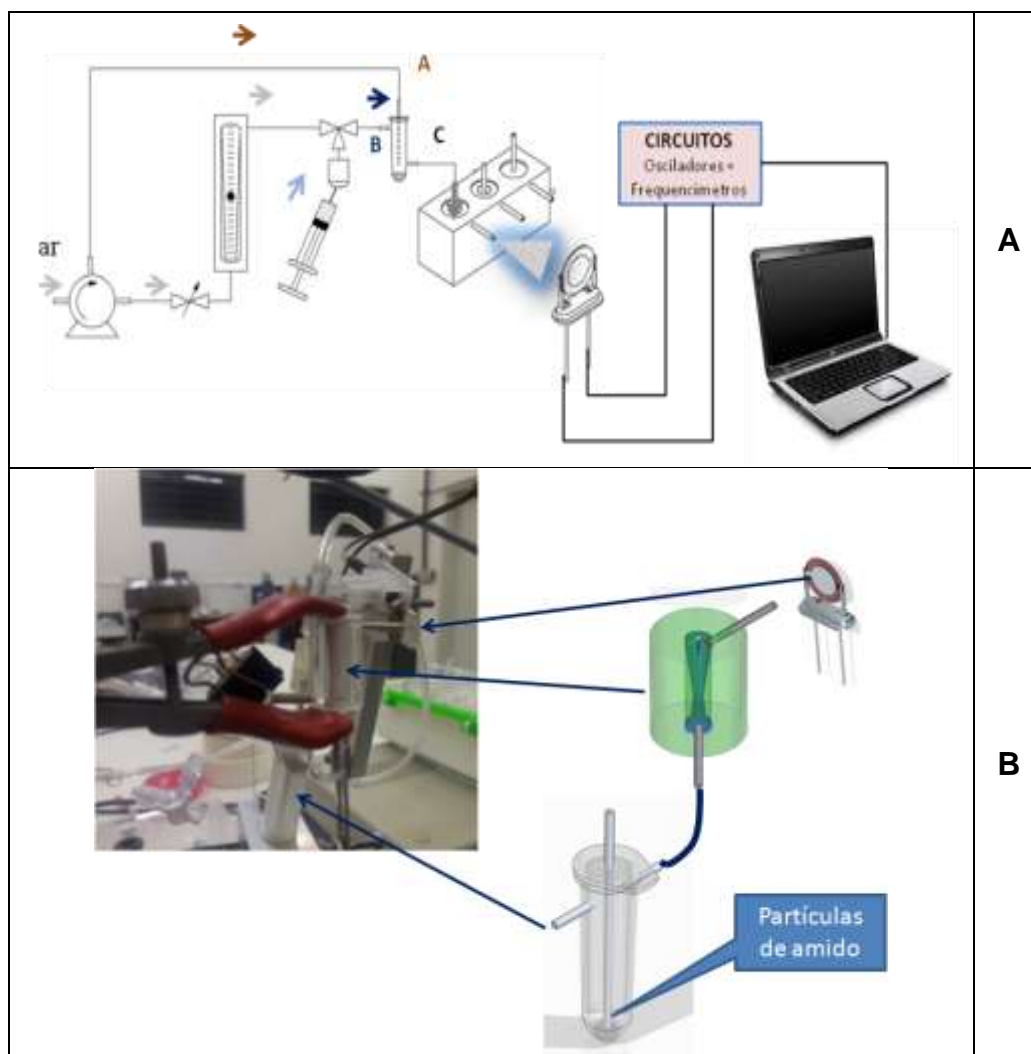 A
B
C
ar
CIRCUITOS
Osciladores +
Frequencímetros
A
Partículas
de amido
B